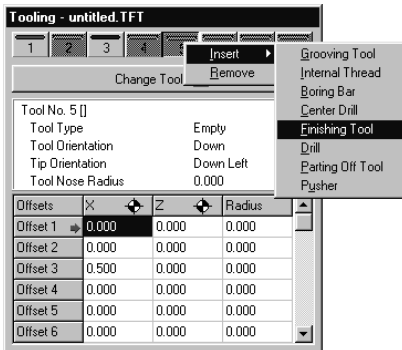 Tooling - untitled.TFT
1 2 3 4 5
Insert
Remove
Change Tool
Grooving Tool
Internal Thread
Boring Bar
Center Drill
Finishing Tool
Drill
Parting Off Tool
Pusher
Tool No. 5 []
Tool Type Empty
Tool Orientation Down
Tip Orientation Down Left
Tool Nose Radius 0.000
Offsets X Z Radius
Offset 1 0.000 0.000 0.000
Offset 2 0.000 0.000 0.000
Offset 3 0.500 0.000 0.000
Offset 4 0.000 0.000 0.000
Offset 5 0.000 0.000 0.000
Offset 6 0.000 0.000 0.000